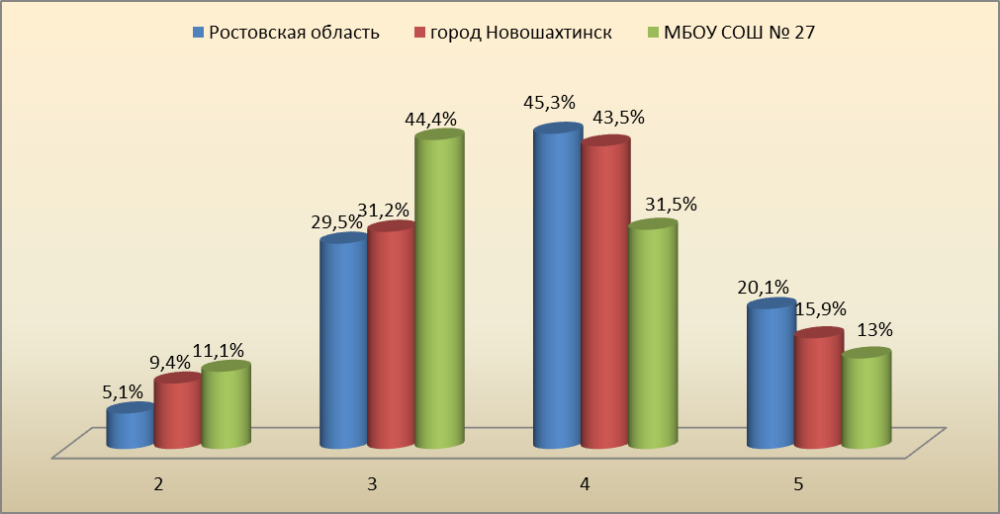 Ростовская область город Новошахтинск МБОУ СОШ № 27
5,1% 9,4% 11,1%
29,5% 31,2% 44,4%
45,3% 43,5% 31,5%
20,1% 15,9% 13%
2 3 4 5